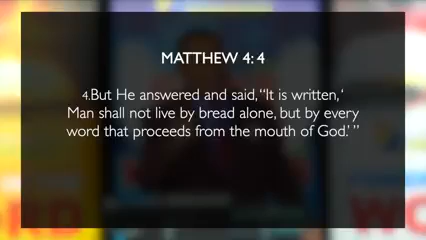 MATTHEW 4: 4
4.But He answered and said, “It is written, ‘
Man shall not live by bread alone, but by every
word that proceeds from the mouth of God.’ ”